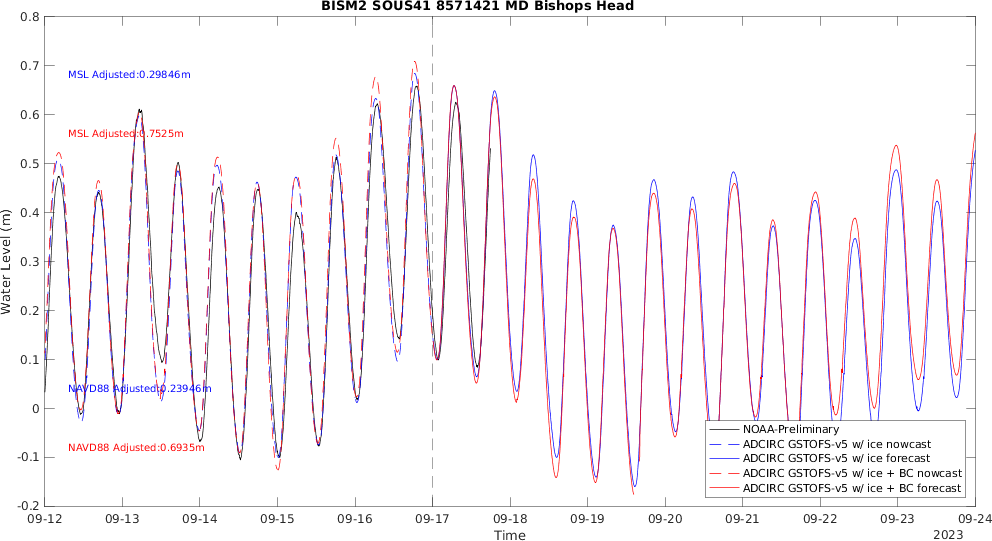 BISM2 SOUS41 8571421 MD Bishops Head
0.8
0.7
0.6
0.5
0.4
0.3
0.2
0.1
0
-0.1
-0.2
Water Level (m)
MSL Adjusted:0.29846m
MSL Adjusted:0.7525m
NAVD88 Adjusted:0.23946m
NAVD88 Adjusted:0.6935m
NOAA-Preliminary
ADCIRC GSTOFS-v5 w/ ice nowcast
ADCIRC GSTOFS-v5 w/ ice forecast
ADCIRC GSTOFS-v5 w/ ice + BC nowcast
ADCIRC GSTOFS-v5 w/ ice + BC forecast
09-12 09-13 09-14 09-15 09-16 09-17 09-18 09-19 09-20 09-21 09-22 09-23 09-24
Time
2023